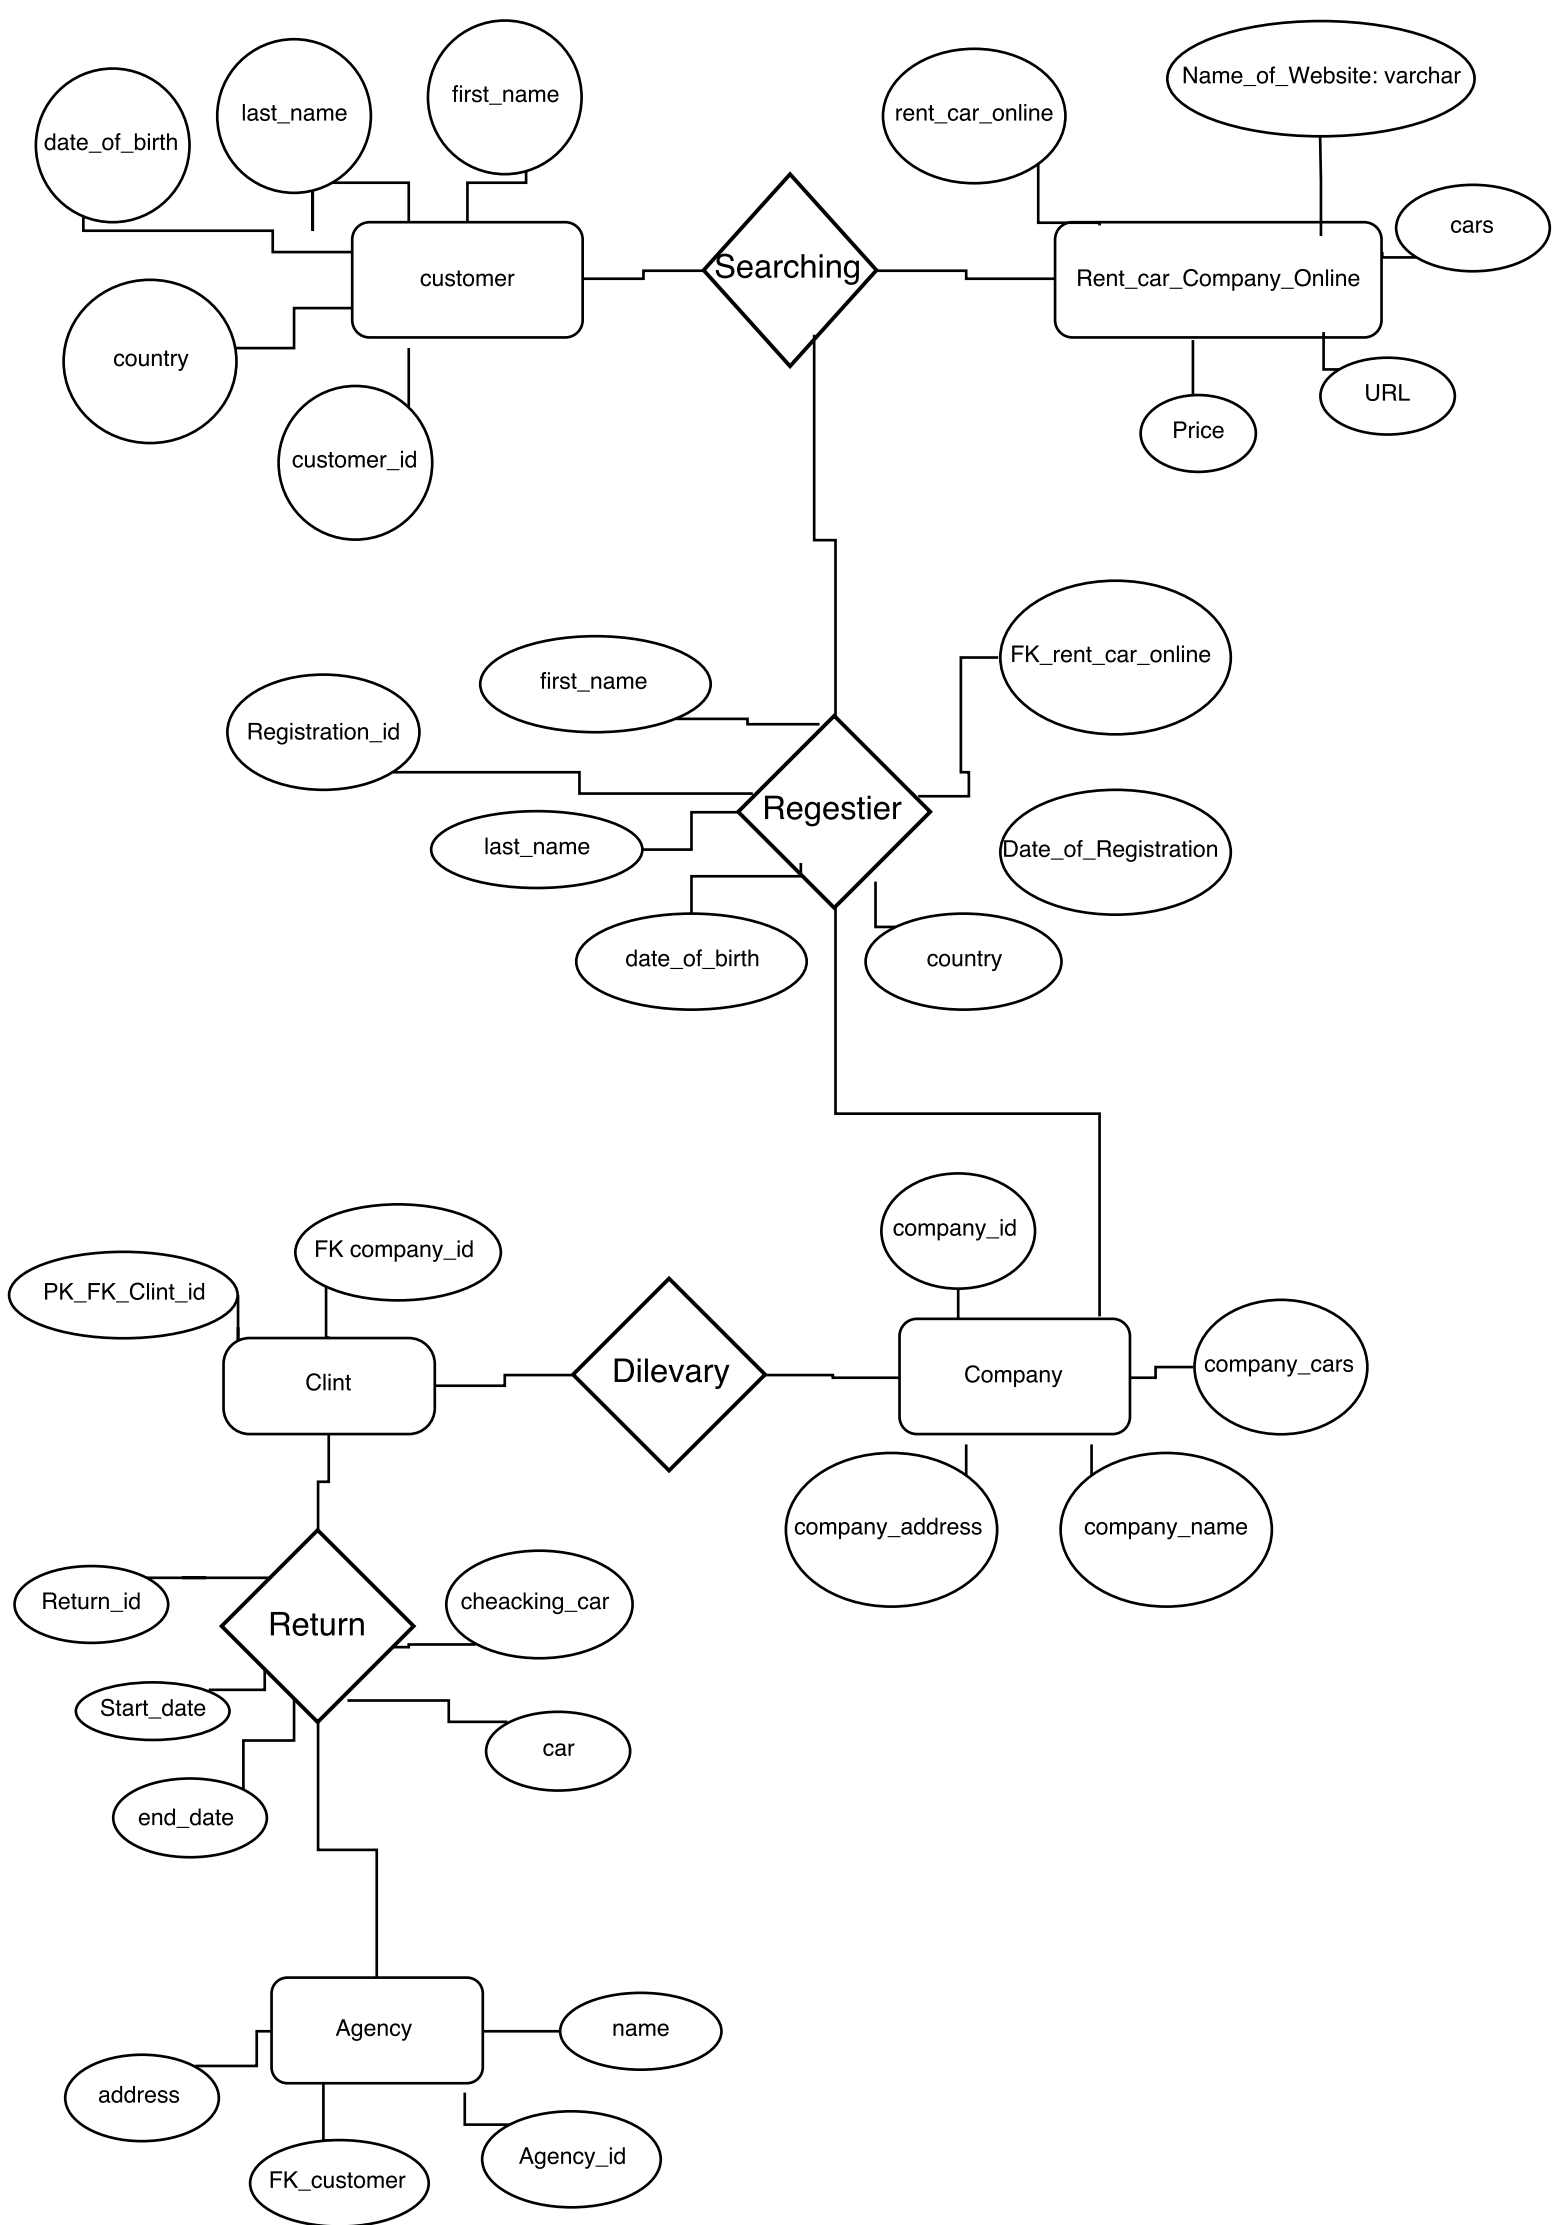 first_name
last_name
date_of_birth
rent_car_online
Name_of_Website: varchar
cars
customer
Searching
Rent_car_Company_Online
country
customer_id
Price
URL
first_name
FK_rent_car_online
Registration_id
Regestier
last_name
Date_of_Registration
date_of_birth
country
company_id
FK company_id
PK_FK_Clint_id
Clint
Dilevary
Company
company_cars
company_address
company_name
Return_id
Return
cheacking_car
Start_date
car
end_date
Agency
name
address
Agency_id
FK_customer